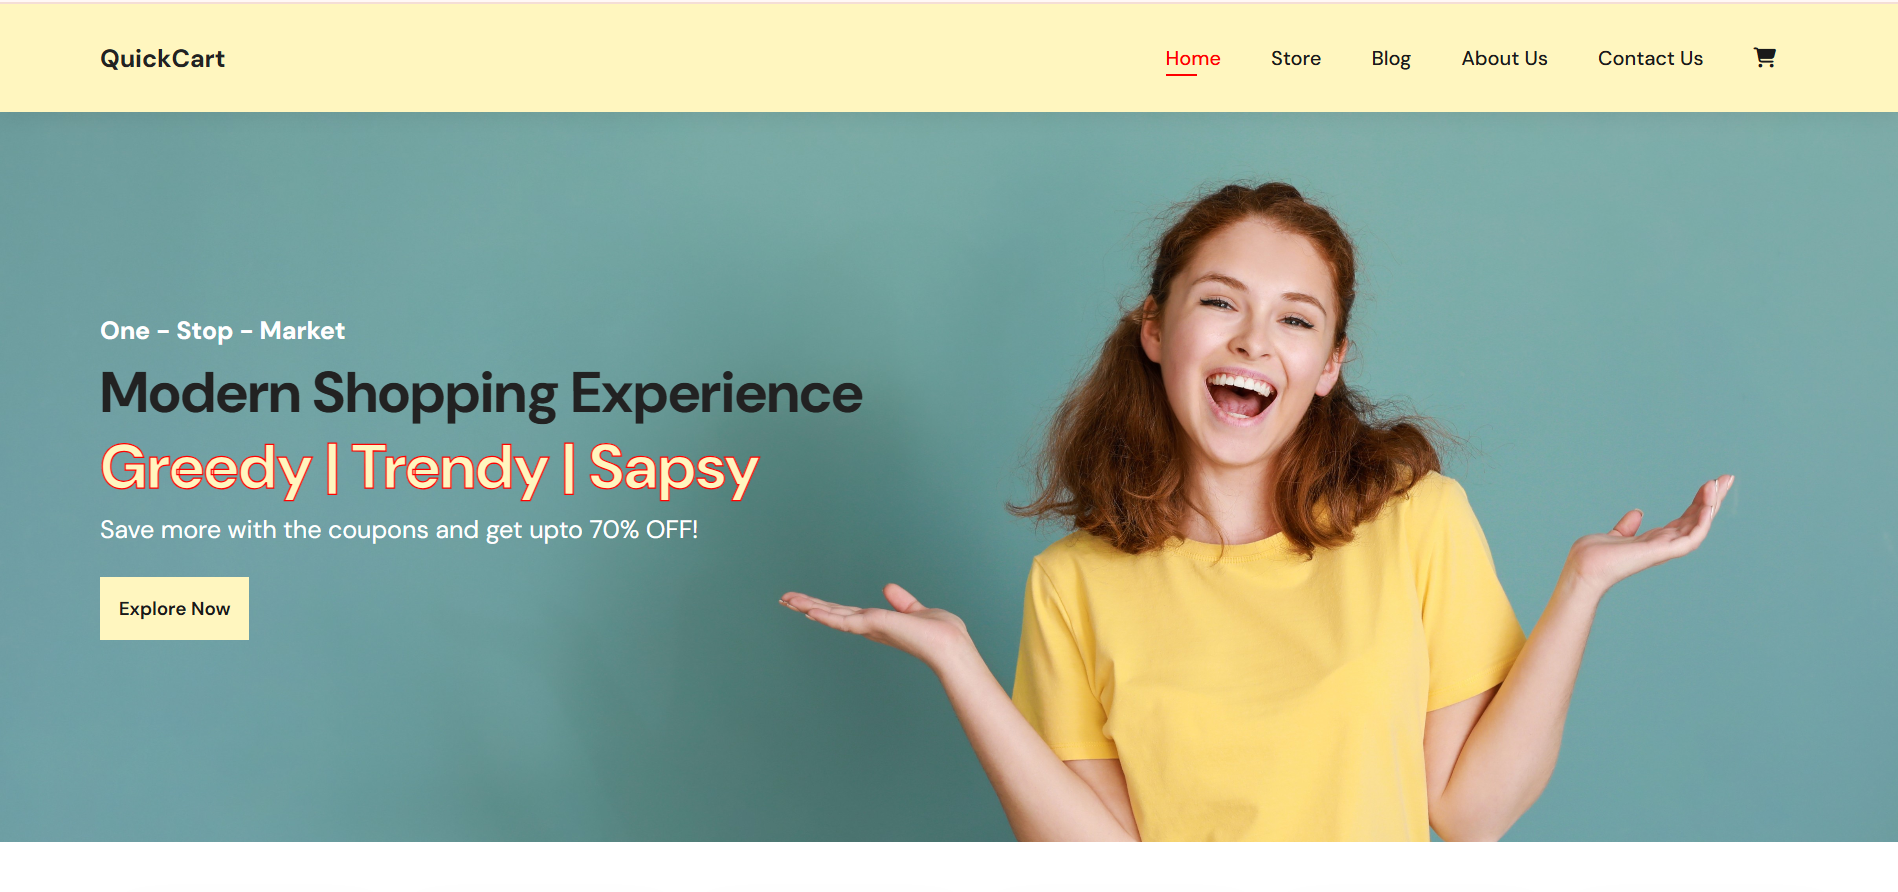 QuickCart
Home Store Blog About Us Contact Us
One - Stop - Market
Modern Shopping Experience
Greedy | Trendy | Sapsy
Save more with the coupons and get upto 70% OFF!
Explore Now